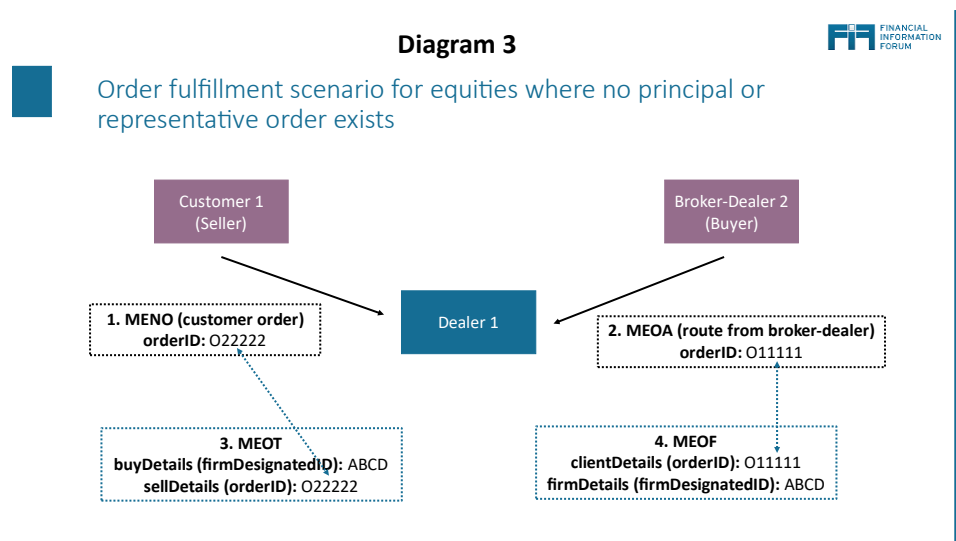 Diagram 3
FIF FINANCIAL
INFORMATION
FORUM
Order fulfillment scenario for equities where no principal or
representative order exists
Customer 1
(Seller)
Broker-Dealer 2
(Buyer)
Dealer 1
1. MENO (customer order)
orderID: O22222
2. MEOA (route from broker-dealer)
orderID: O11111
3. MEOT
buyDetails (firmDesignatedID): ABCD
sellDetails (orderID): O22222
4. MEOF
clientDetails (orderID): O11111
firmDetails (firmDesignatedID): ABCD